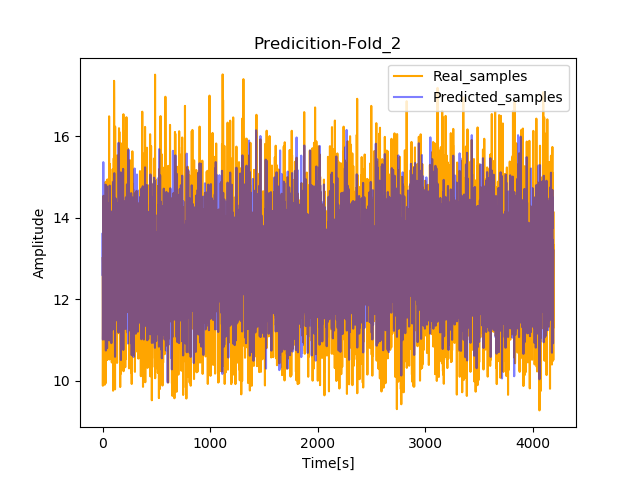 Predicition-Fold_2
Real_samples
Predicted_samples
16
14
12
10
Amplitude
0
1000
2000
3000
4000
Time[s]